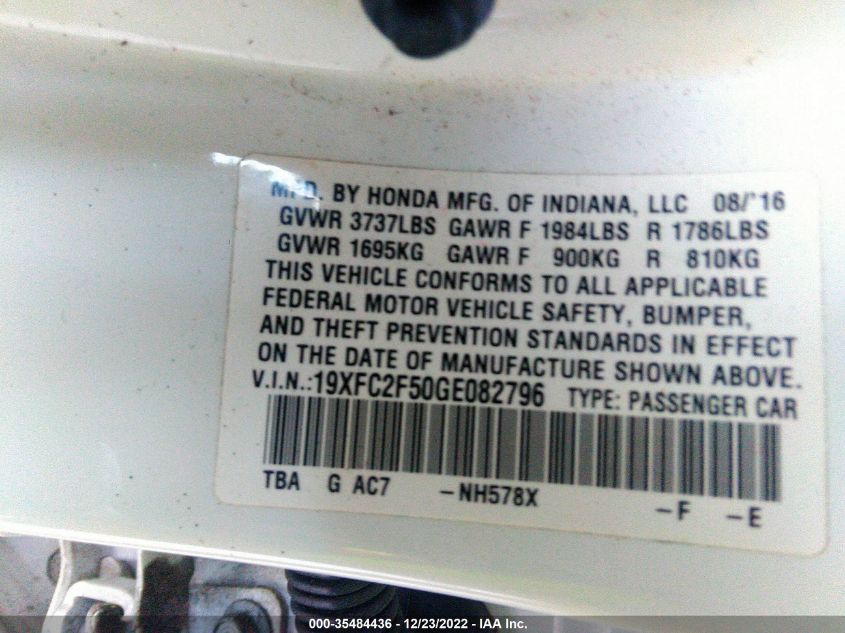 MFD. BY HONDA MFG. OF INDIANA, LLC 08/'16
GVWR 3737LBS GAWR F 1984LBS R 1786LBS
GVWR 1695KG GAWR F 900KG R 810KG
THIS VEHICLE CONFORMS TO ALL APPLICABLE
FEDERAL MOTOR VEHICLE SAFETY, BUMPER,
AND THEFT PREVENTION STANDARDS IN EFFECT
ON THE DATE OF MANUFACTURE SHOWN ABOVE.
V.I.N.:19XFC2F50GE082796 TYPE: PASSENGER CAR
TBA G AC7 -NH578X -F -E
000-35484436 - 12/23/2022 - IAA Inc.